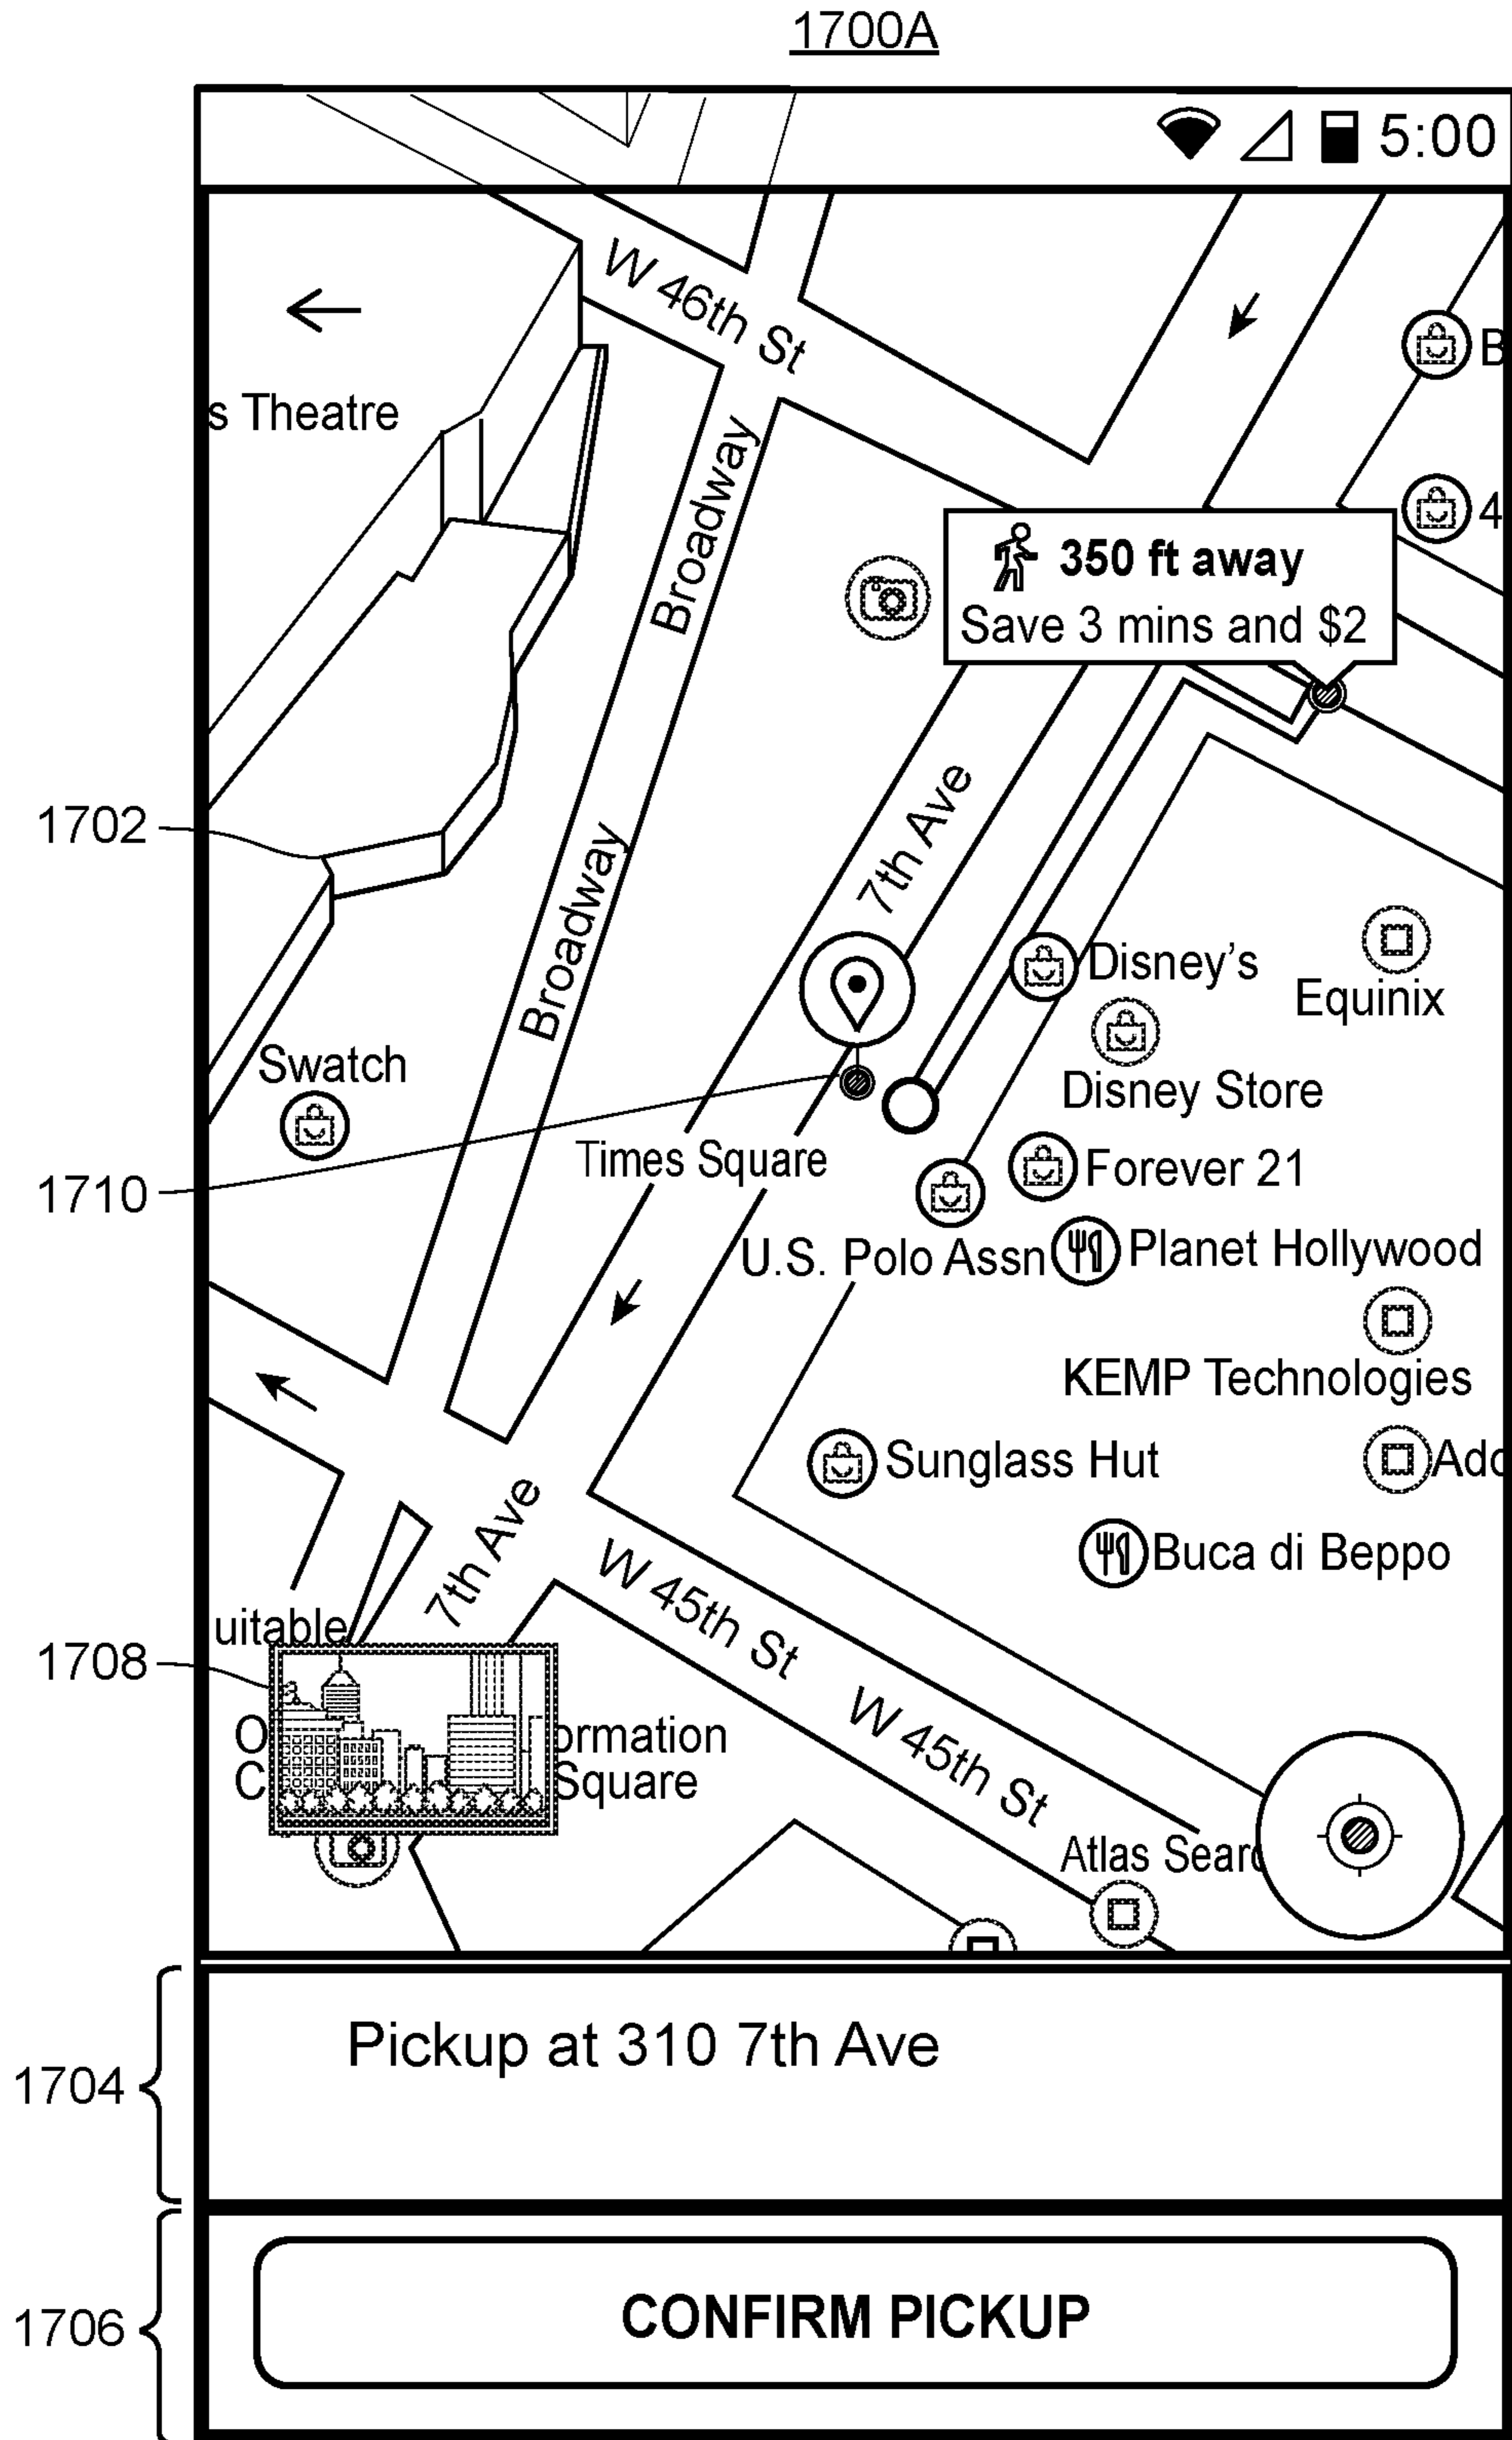 1700A
5:00
W 46th St
B
s Theatre
Broadway
4
350 ft away
Save 3 mins and $2
7th Ave
1702
Broadway
Disney's
Equinix
Swatch
Disney Store
Times Square
Forever 21
1710
U.S. Polo Assn
Planet Hollywood
KEMP Technologies
Sunglass Hut
Add
7th Ave
Buca di Beppo
W 45th St
uitable
1708
O
ormation
C
Square
W 45th St
Atlas Searc
Pickup at 310 7th Ave
1704
CONFIRM PICKUP
1706